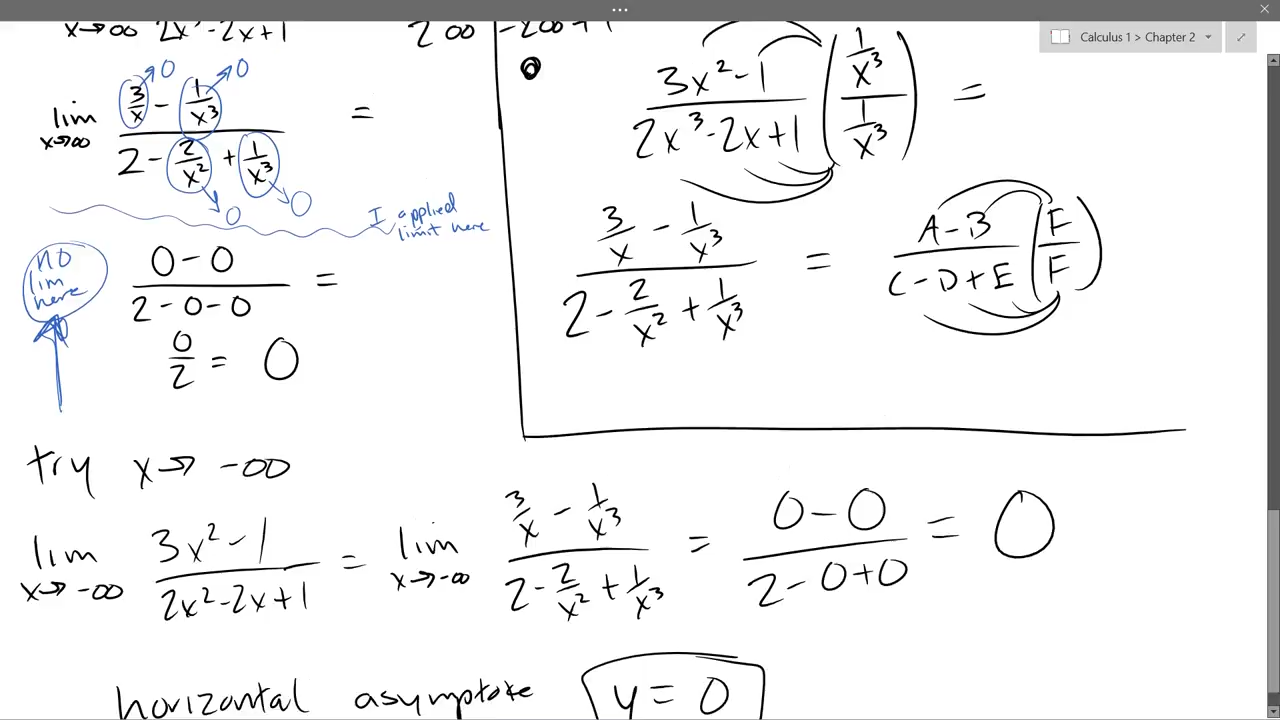 Calculus 1 > Chapter 2
x→∞ 2x³-2x+1
2∞ -2∞+1
lim x→∞ (3/x - 1/x³)/(2 - 2/x² + 1/x³) =
0 0
0 0
I applied limit here
no lim here
(0-0)/(2-0-0) =
0/2 = 0
(3x²-1)/(2x³-2x+1) ((1/x³)/(1/x³)) =
(3/x - 1/x³)/(2 - 2/x² + 1/x³) = (A-B)/(C-D+E) (F/F)
try x→ -∞
lim x→-∞ (3x²-1)/(2x²-2x+1) = lim x→-∞ (3/x - 1/x³)/(2 - 2/x² + 1/x³) = (0-0)/(2-0+0) = 0
horizontal asymptote y = 0